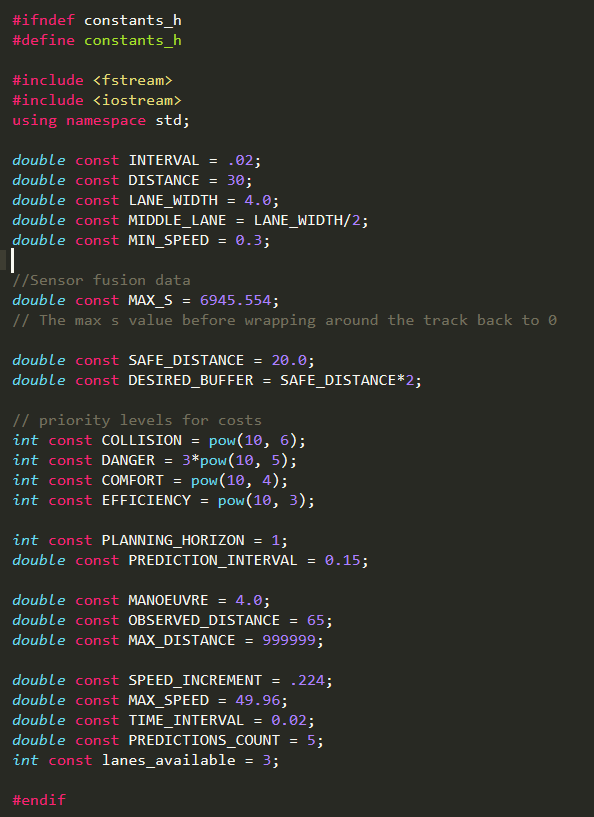 #ifndef constants_h
#define constants_h
#include <fstream>
#include <iostream>
using namespace std;
double const INTERVAL = .02;
double const DISTANCE = 30;
double const LANE_WIDTH = 4.0;
double const MIDDLE_LANE = LANE_WIDTH/2;
double const MIN_SPEED = 0.3;
//Sensor fusion data
double const MAX_S = 6945.554;
// The max s value before wrapping around the track back to 0
double const SAFE_DISTANCE = 20.0;
double const DESIRED_BUFFER = SAFE_DISTANCE*2;
// priority levels for costs
int const COLLISION = pow(10, 6);
int const DANGER = 3*pow(10, 5);
int const COMFORT = pow(10, 4);
int const EFFICIENCY = pow(10, 3);
int const PLANNING_HORIZON = 1;
double const PREDICTION_INTERVAL = 0.15;
double const MANOEUVRE = 4.0;
double const OBSERVED_DISTANCE = 65;
double const MAX_DISTANCE = 999999;
double const SPEED_INCREMENT = .224;
double const MAX_SPEED = 49.96;
double const TIME_INTERVAL = 0.02;
double const PREDICTIONS_COUNT = 5;
int const lanes_available = 3;
#endif